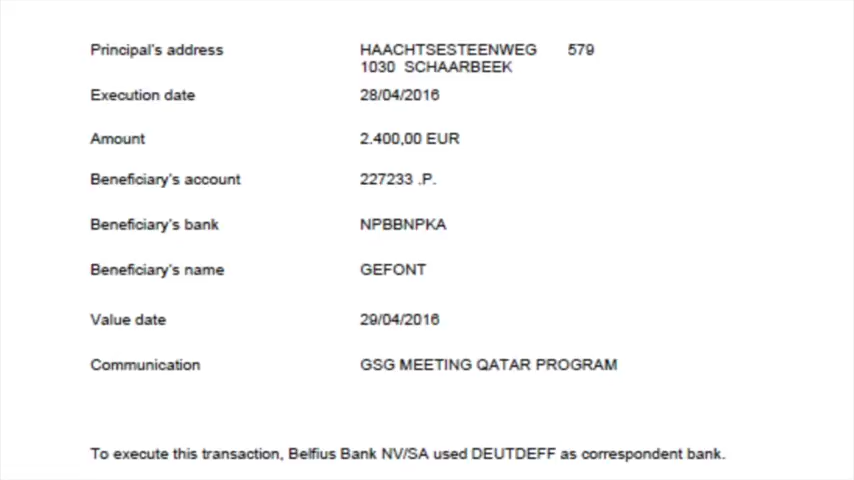 Principal's address HAACHTSESTEENWEG 579
1030 SCHAARBEEK
Execution date 28/04/2016
Amount 2.400,00 EUR
Beneficiary's account 227233 .P.
Beneficiary's bank NPBBNPKA
Beneficiary's name GEFONT
Value date 29/04/2016
Communication GSG MEETING QATAR PROGRAM
To execute this transaction, Belfius Bank NV/SA used DEUTDEFF as correspondent bank.